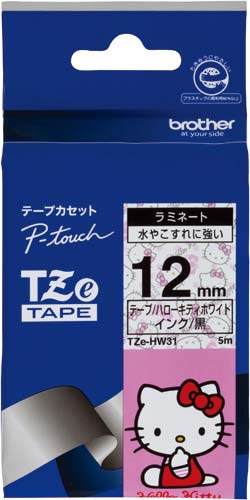 brother
at your side
テープカセット
P-touch
TZe
TAPE
ラミネート
水やこすれに強い
12mm
テープ/ハローキティホワイト
インク/黒
TZe-HW31
5m
Hello Kitty